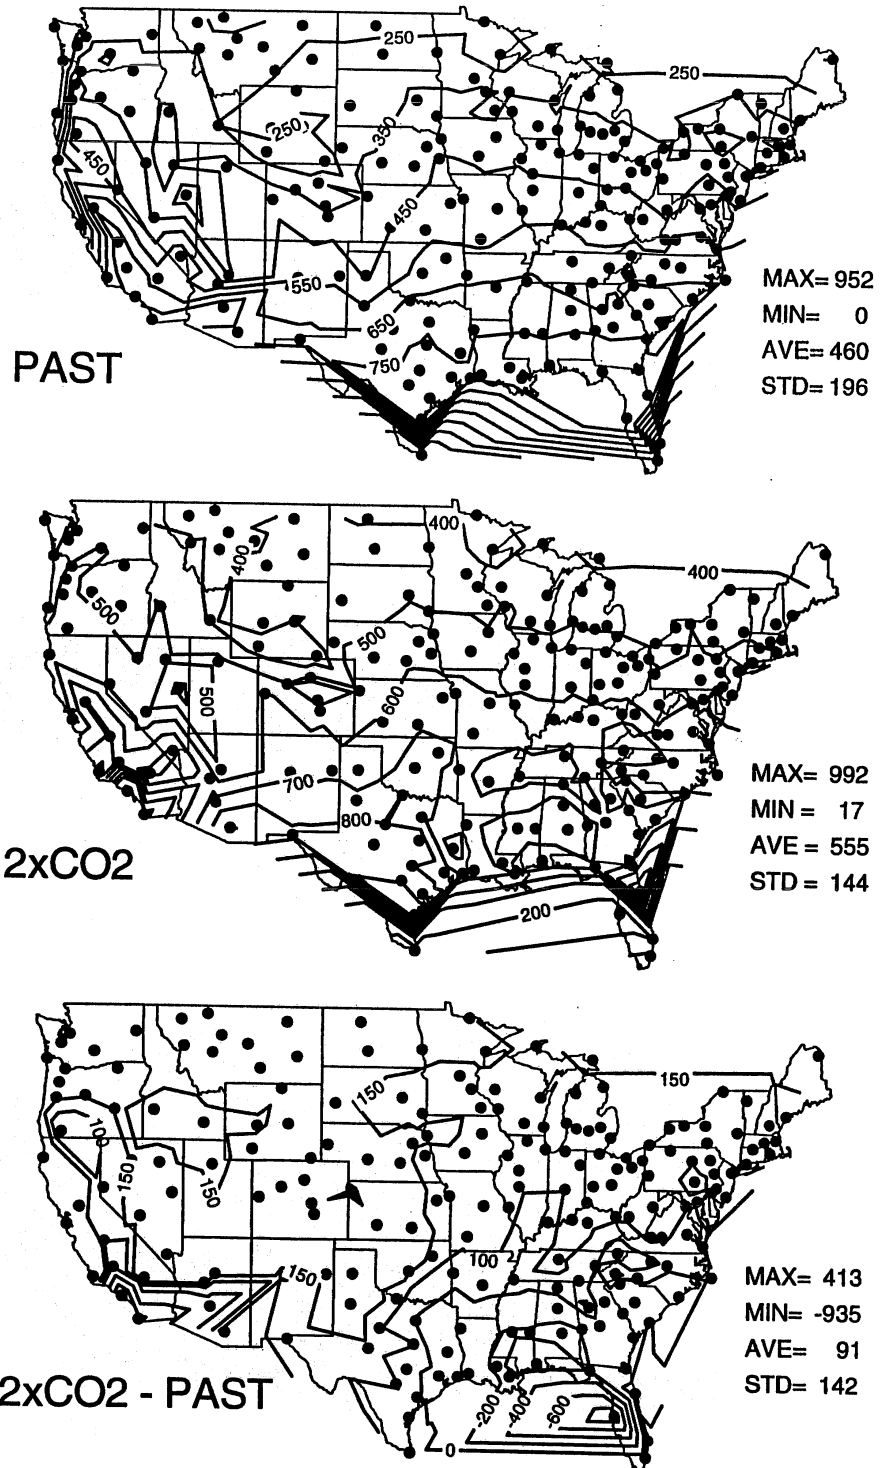 250
250
250
350
450
450
550
650
750
PAST
MAX= 952
MIN= 0
AVE= 460
STD= 196
400
400
400
500
500
500
600
700
800
200
2xCO2
MAX= 992
MIN = 17
AVE = 555
STD = 144
150
150
100
150
150
150
100
-200
-400
-600
0
2xCO2 - PAST
MAX= 413
MIN= -935
AVE= 91
STD= 142